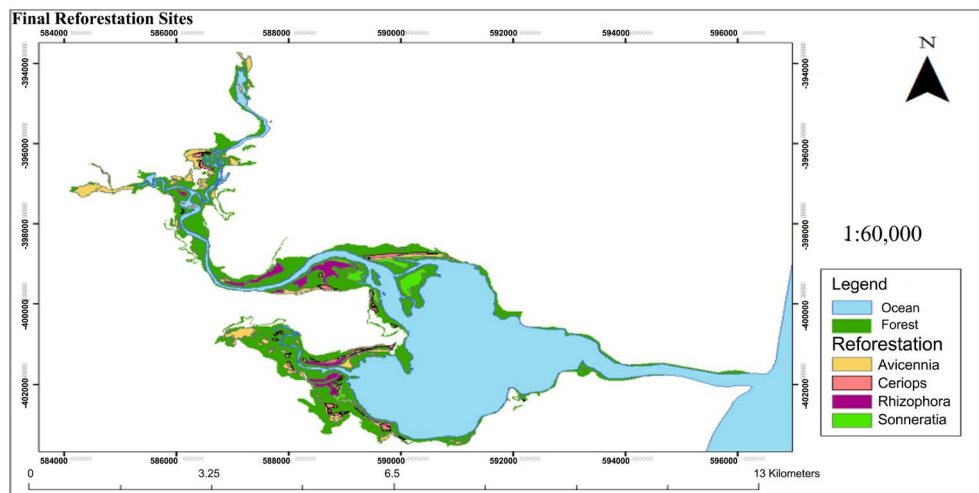 Final Reforestation Sites
584000 586000 588000 590000 592000 594000 596000
N
-394000 -394000
-396000 -396000
-398000 -398000
-400000 -400000
-402000 -402000
1:60,000
Legend
Ocean
Forest
Reforestation
Avicennia
Ceriops
Rhizophora
Sonneratia
584000 586000 588000 590000 592000 594000 596000
0 3.25 6.5 13 Kilometers